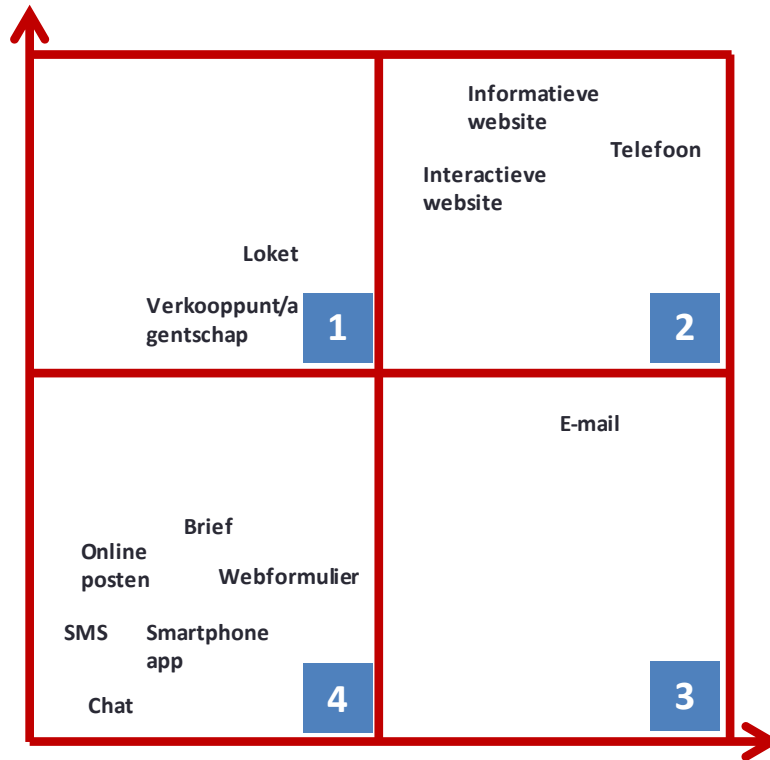 Informatieve
website
Telefoon
Interactieve
website
Loket
Verkooppunt/a
gentschap
1
2
E-mail
Brief
Online
posten
Webformulier
SMS
Smartphone
app
Chat
4
3